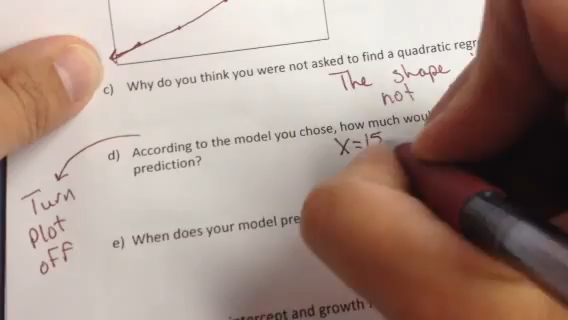 c) Why do you think you were not asked to find a quadratic regr
The shape
not
d) According to the model you chose, how much wou
prediction?
X=15
Turn
Plot
off
e) When does your model pre
intercept and growth